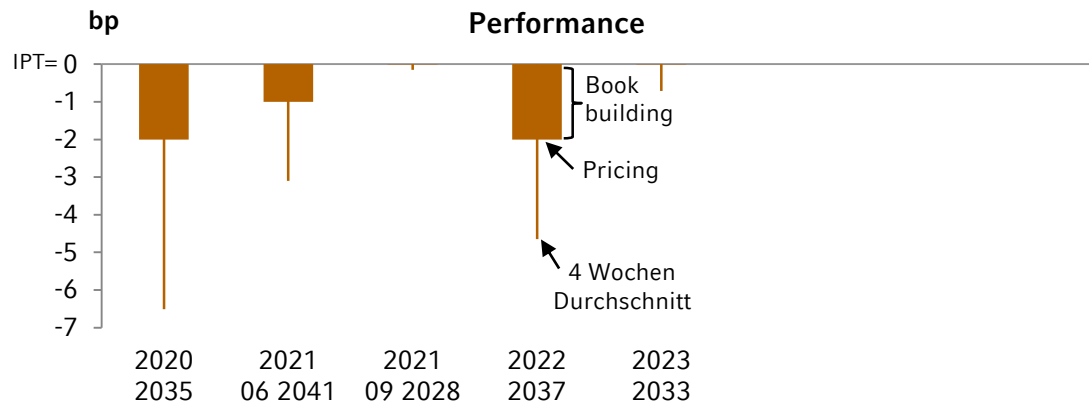 bp
Performance
IPT= 0
-1
-2
-3
-4
-5
-6
-7
Book
building
Pricing
4 Wochen
Durchschnitt
2020 2021 2021 2022 2023
2035 06 2041 09 2028 2037 2033